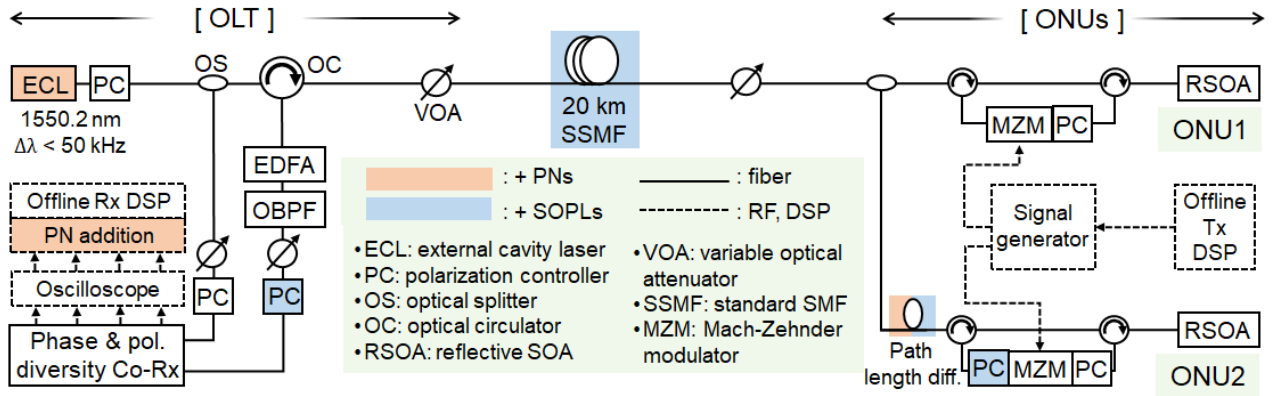 [ OLT ]
[ ONUs ]
OS
OC
ECL
PC
1550.2 nm
Δλ < 50 kHz
VOA
20 km
SSMF
MZM
PC
RSOA
ONU1
EDFA
OBPF
Offline Rx DSP
PN addition
Oscilloscope
PC
PC
Phase & pol.
diversity Co-Rx
: + PNs
: fiber
: + SOPLs
: RF, DSP
•ECL: external cavity laser
•PC: polarization controller
•OS: optical splitter
•OC: optical circulator
•RSOA: reflective SOA
•VOA: variable optical
attenuator
•SSMF: standard SMF
•MZM: Mach-Zehnder
modulator
Signal
generator
Offline
Tx
DSP
Path
length diff.
PC
MZM
PC
RSOA
ONU2